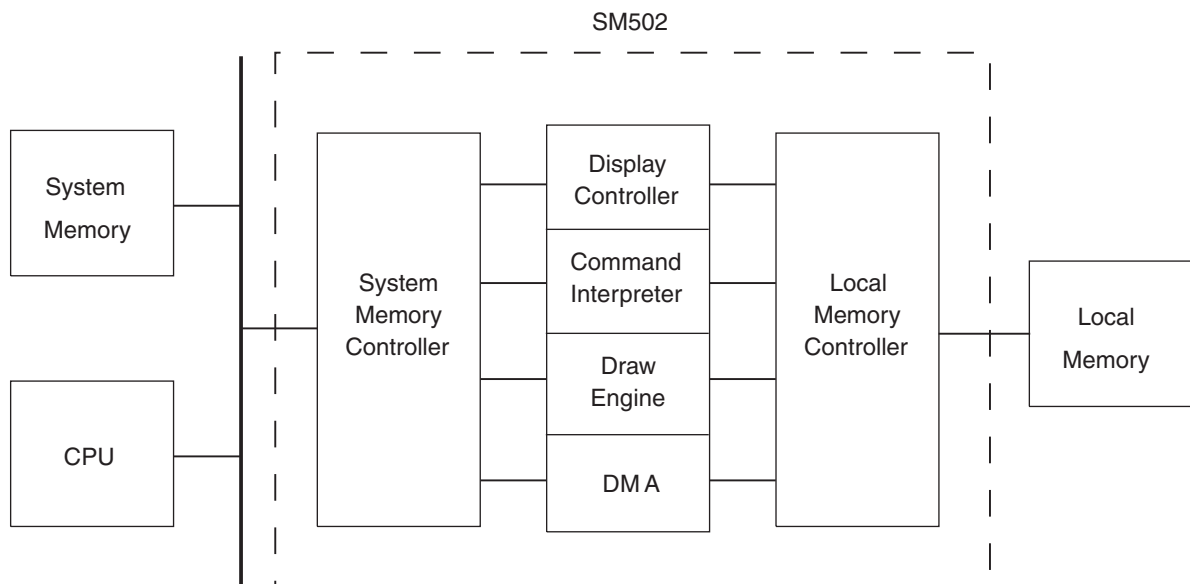 SM502
System
Memory
CPU
System
Memory
Controller
Display
Controller
Command
Interpreter
Draw
Engine
DM A
Local
Memory
Controller
Local
Memory